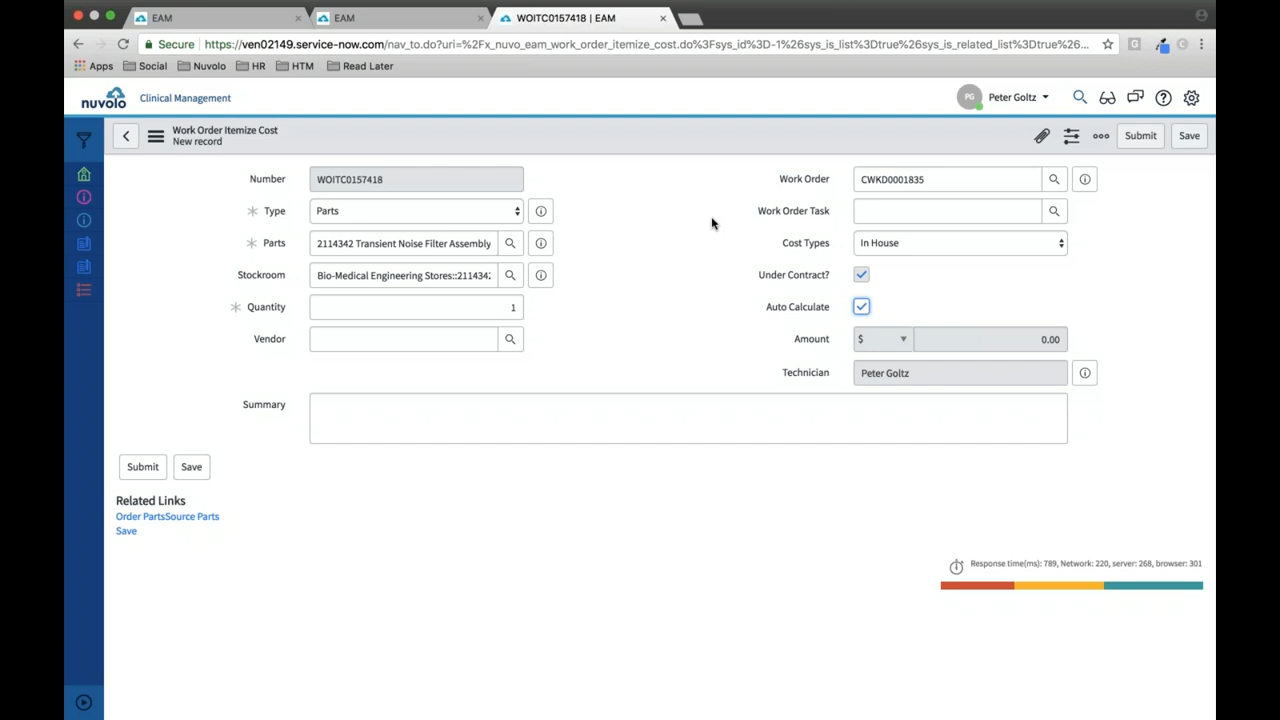 EAM
EAM
WOITC0157418 | EAM
Secure
https://ven02149.service-now.com/nav_to.do?uri=%2Fx_nuvo_eam_work_order_itemize_cost.do%3Fsys_id%3D-1%26sys_is_list%3Dtrue%26sys_is_related_list%3Dtrue%26...
Apps Social Nuvolo HR HTM Read Later
nuvolo Clinical Management
PG Peter Goltz
Work Order Itemize Cost
New record
Submit Save
Number WOITC0157418
Work Order CWKD0001835
Type Parts
Work Order Task
Parts 2114342 Transient Noise Filter Assembly
Cost Types In House
Stockroom Bio-Medical Engineering Stores::211434
Under Contract?
Quantity 1
Auto Calculate
Vendor
Amount $ 0.00
Technician Peter Goltz
Summary
Submit Save
Related Links
Order PartsSource Parts
Save
Response time(ms): 789, Network: 220, server: 268, browser: 301